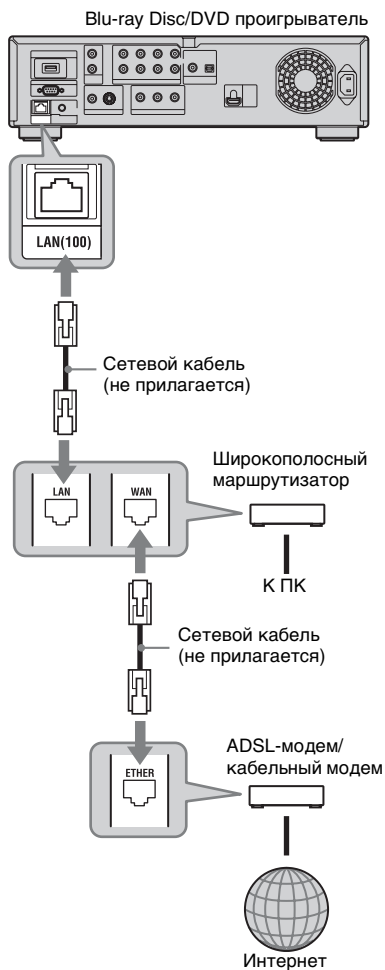 Blu-ray Disc/DVD проигрыватель
LAN(100)
Сетевой кабель
(не прилагается)
Широкополосный
маршрутизатор
LAN
WAN
К ПК
Сетевой кабель
(не прилагается)
ADSL-модем/
кабельный модем
ETHER
Интернет